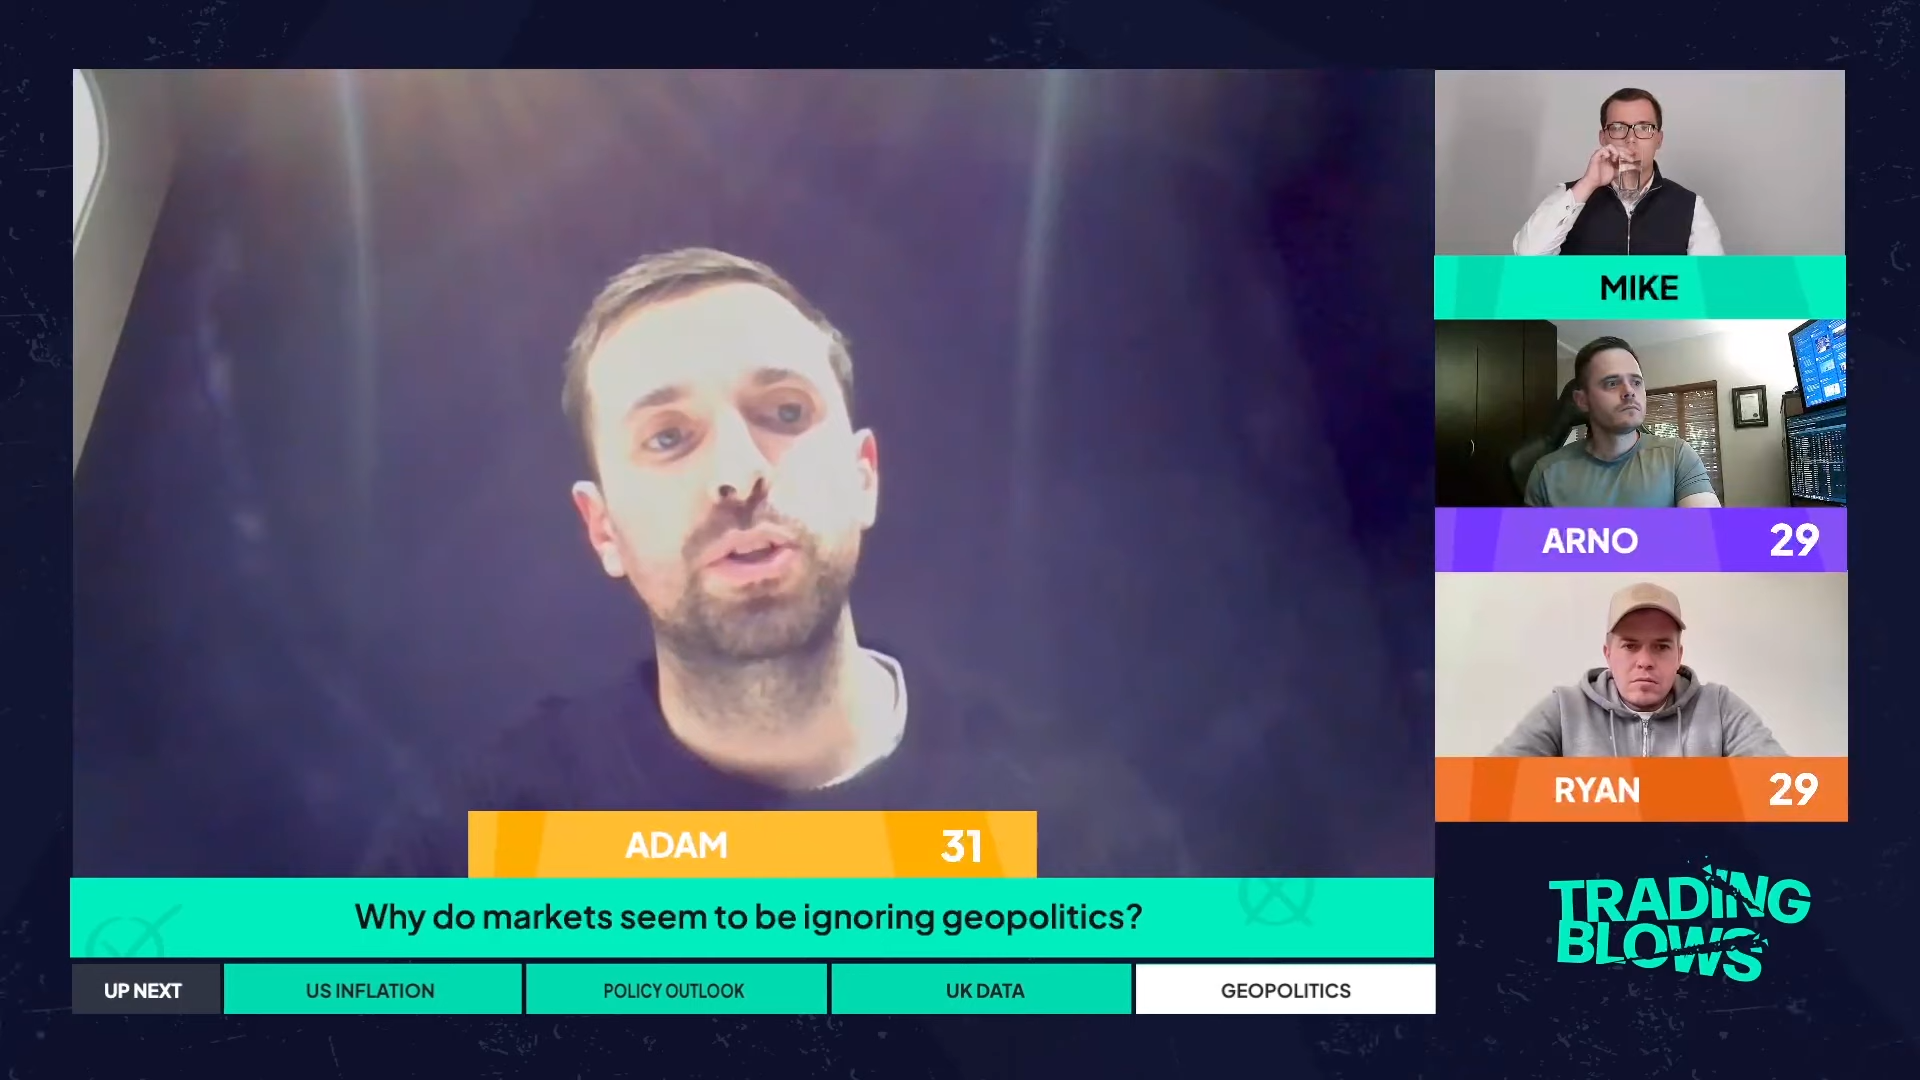 MIKE
ARNO 29
RYAN 29
ADAM 31
Why do markets seem to be ignoring geopolitics?
UP NEXT
US INFLATION
POLICY OUTLOOK
UK DATA
GEOPOLITICS
TRADING
BLOWS